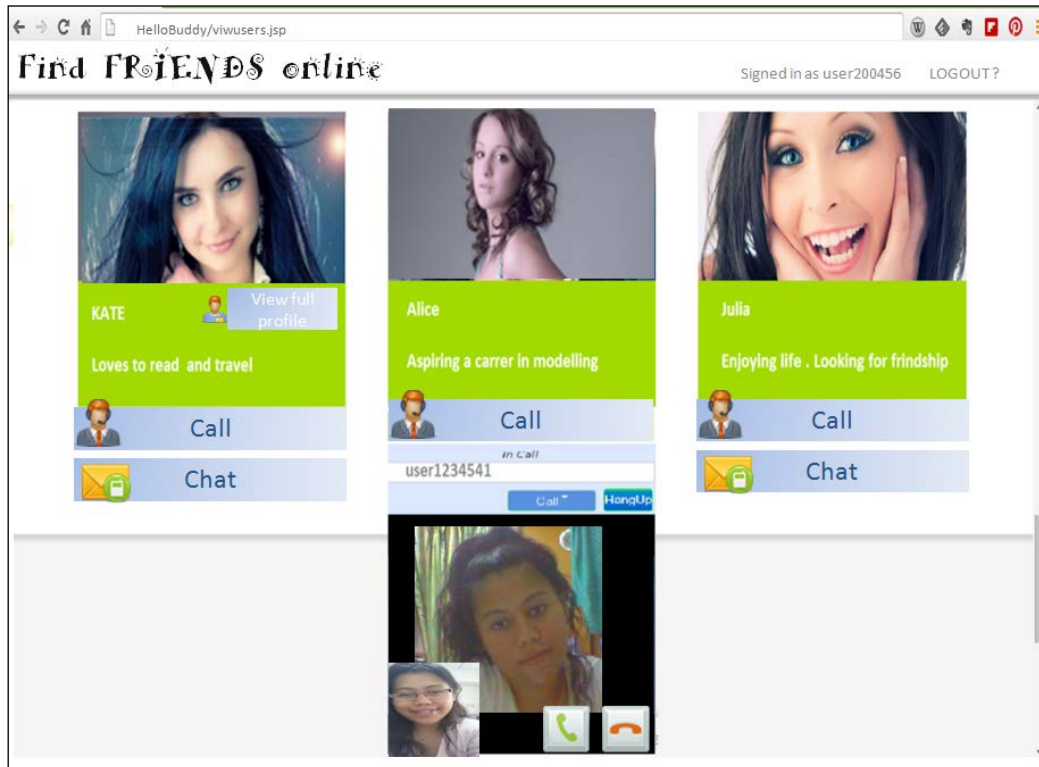 HelloBuddy/viwusers.jsp
Find FRiENDS online
Signed in as user200456
LOGOUT?
KATE
View full
profile
Loves to read and travel
Call
Chat
Alice
Aspiring a carrer in modelling
Call
In Call
user1234541
Call
HangUp
Julia
Enjoying life . Looking for frindship
Call
Chat